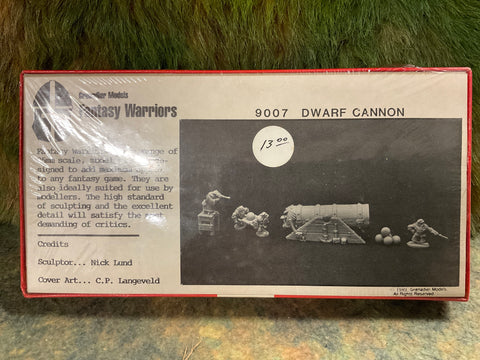 Grenadier Models
Fantasy Warriors
9007 DWARF CANNON
13.00
Fantasy Warriors range of
scale,
signed to add
to any fantasy game. They are
also ideally suited for use by
modellers. The high standard
of sculpting and the excellent
detail will satisfy the most
demanding of critics.
Credits
Sculptor... Nick Lund
Cover Art... C.P. Langeveld
Grenadier Models.
All Rights Reserved